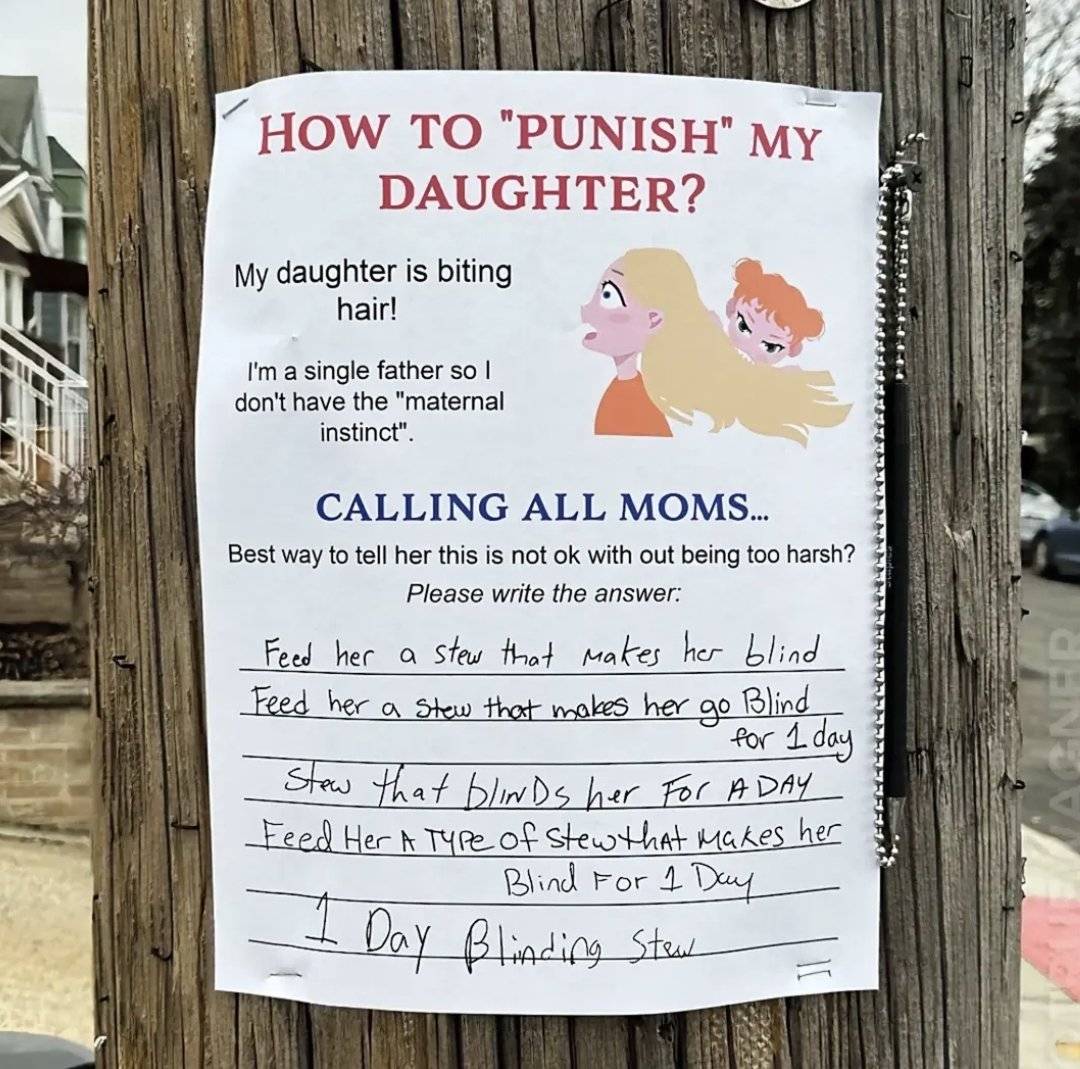 HOW TO "PUNISH" MY
DAUGHTER?
My daughter is biting
hair!
I'm a single father so I
don't have the "maternal
instinct".
CALLING ALL MOMS...
Best way to tell her this is not ok with out being too harsh?
Please write the answer:
Feed her a stew that makes her blind
Feed her a stew that makes her go Blind
for 1 day
Stew that blinDs her For A DAY
Feed Her A TYPe of Stew thAt Makes her
Blind For 1 Day
1 Day Blinding Stew
AGNER